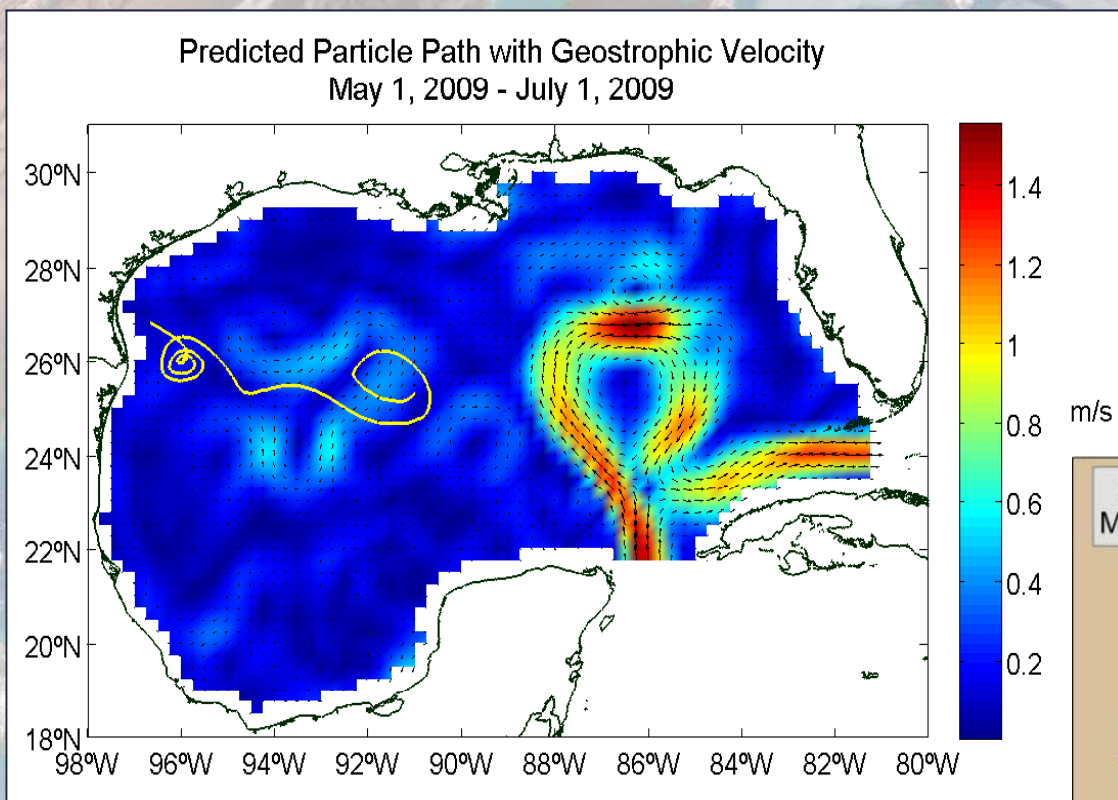 Predicted Particle Path with Geostrophic Velocity
May 1, 2009 - July 1, 2009
30ºN
28ºN
26ºN
24ºN
22ºN
20ºN
18ºN
98ºW 96ºW 94ºW 92ºW 90ºW 88ºW 86ºW 84ºW 82ºW 80ºW
1.4
1.2
1
0.8
0.6
0.4
0.2
m/s
M